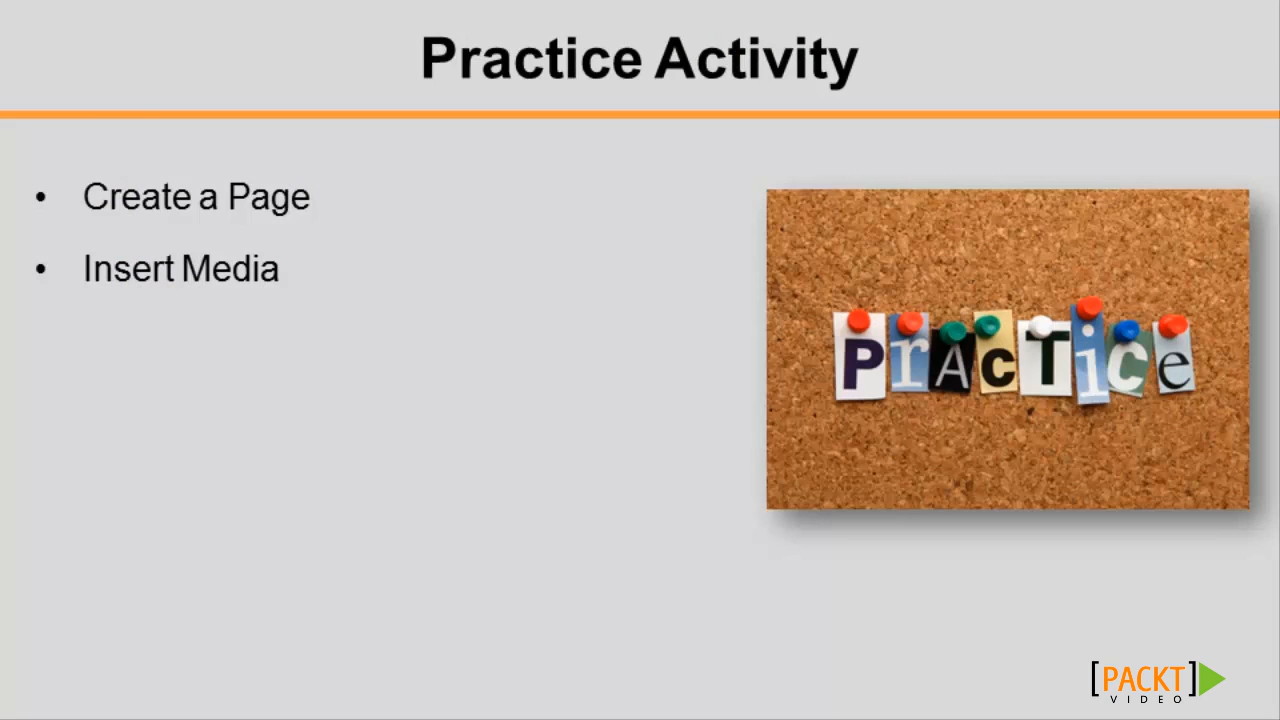 Practice Activity
• Create a Page
• Insert Media
PrAcTice
[PACKT]
VIDEO